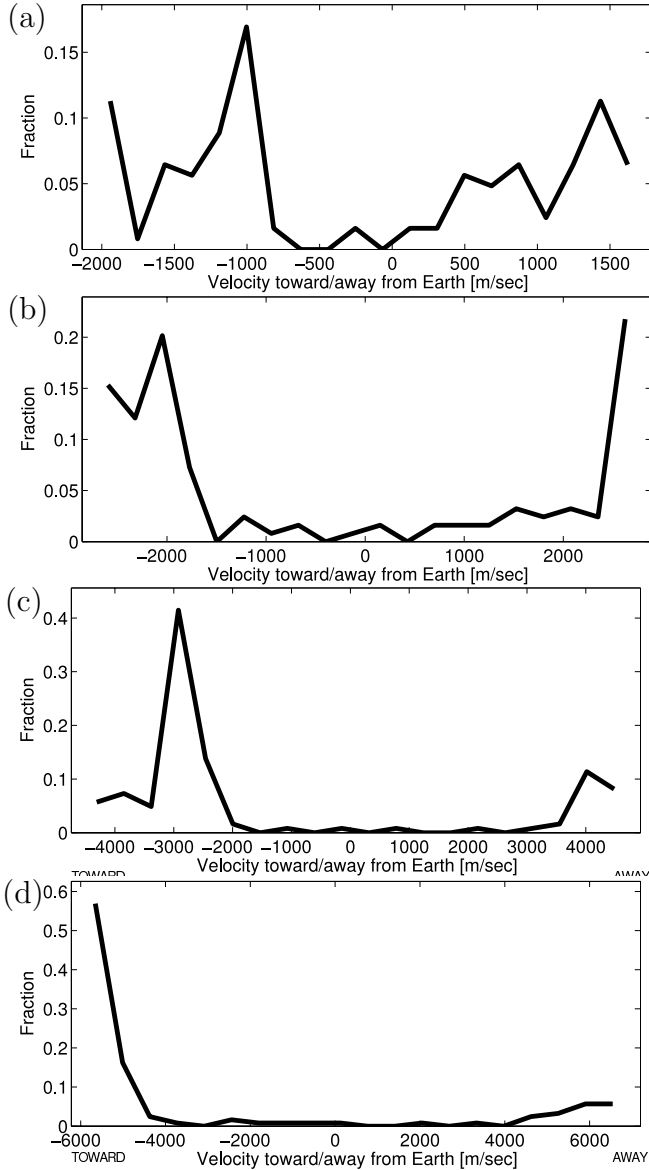 (a)
0.15
0.1
0.05
0
Fraction
−2000 −1500 −1000 −500 0 500 1000 1500
Velocity toward/away from Earth [m/sec]
(b)
0.2
0.15
0.1
0.05
0
Fraction
−2000 −1000 0 1000 2000
Velocity toward/away from Earth [m/sec]
(c)
0.4
0.3
0.2
0.1
0
Fraction
−4000 −3000 −2000 −1000 0 1000 2000 3000 4000
Velocity toward/away from Earth [m/sec]
TOWARD AWAY
(d)
0.6
0.5
0.4
0.3
0.2
0.1
0
Fraction
−6000 −4000 −2000 0 2000 4000 6000
Velocity toward/away from Earth [m/sec]
TOWARD AWAY